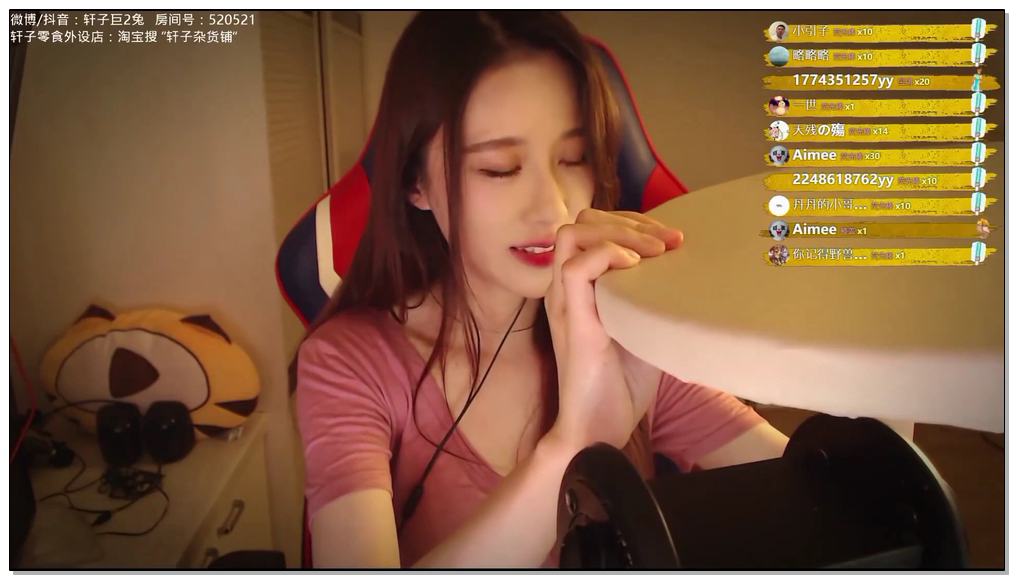 微博/抖音：轩子巨2兔 房间号：520521
轩子零食外设店：淘宝搜“轩子杂货铺”
小引子 x10
略略略 x10
1774351257yy x20
一世 x1
天残の殤 x14
Aimee x30
2248618762yy x10
丹丹的小哥... x10
Aimee x1
你记得野兽... x1